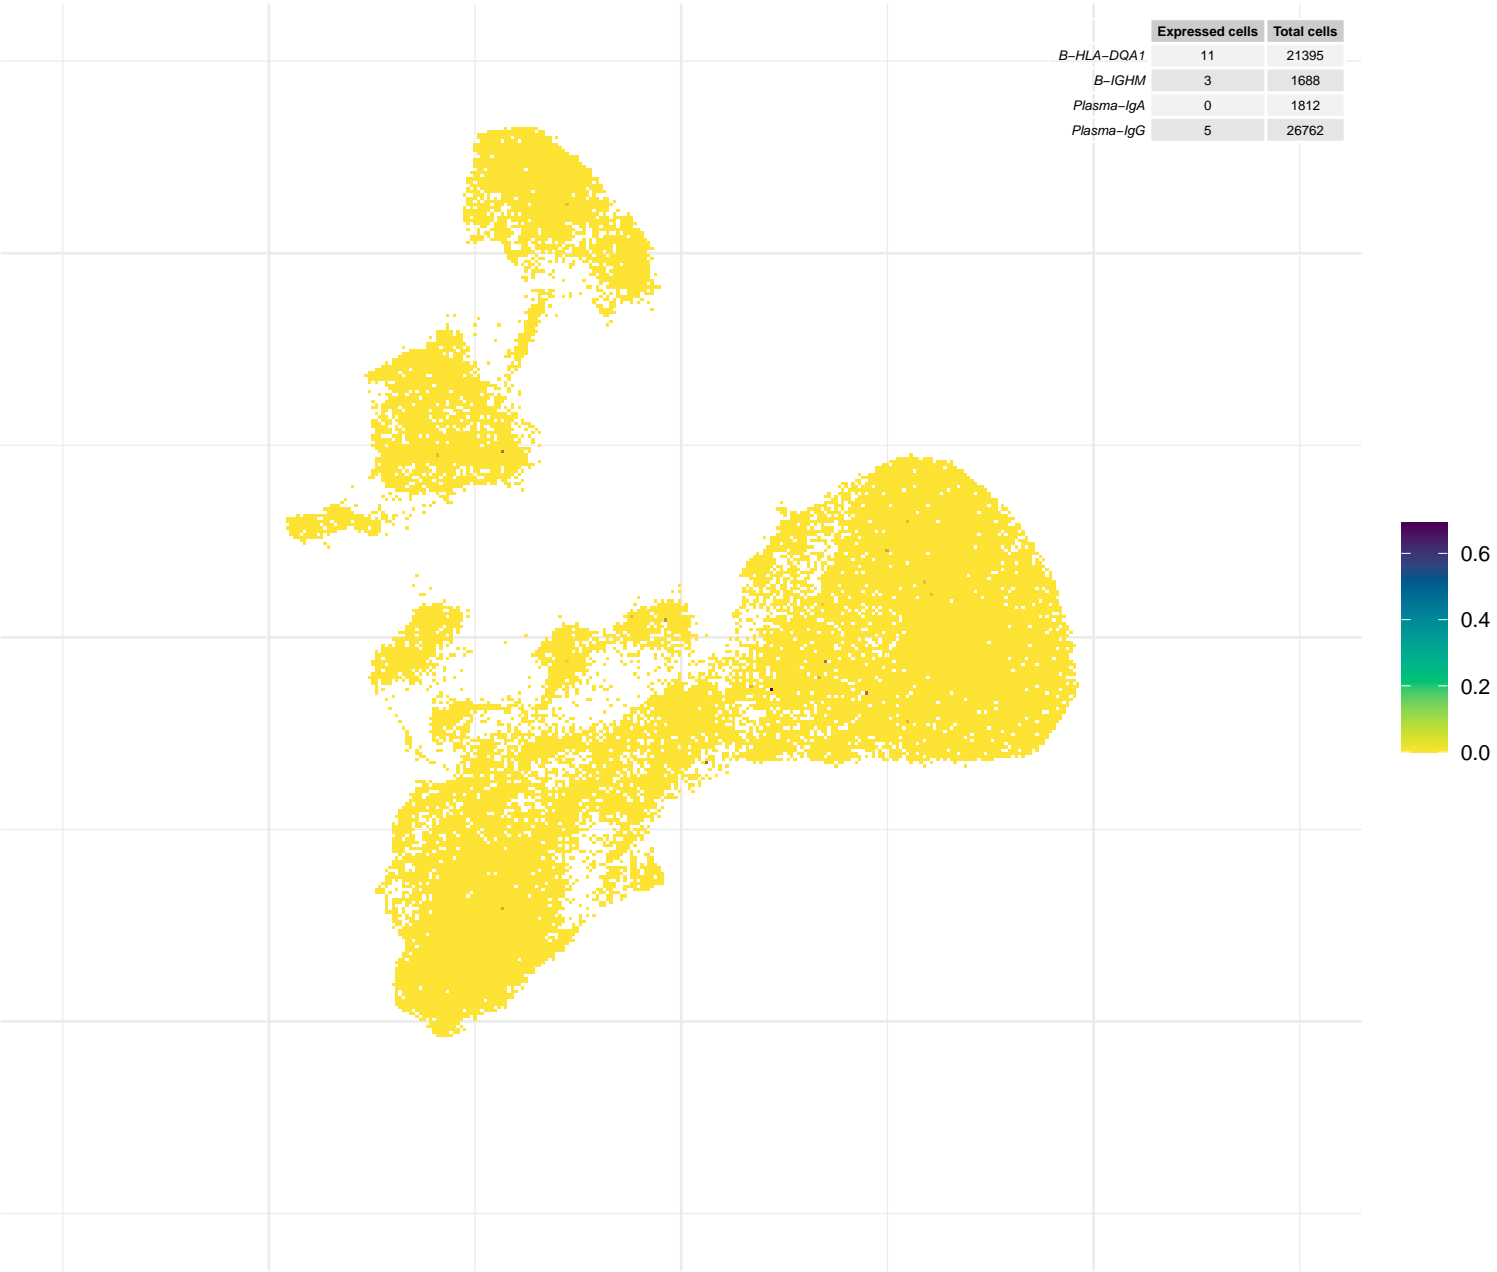 Expressed cells Total cells
B−HLA−DQA1 11 21395
B−IGHM 3 1688
Plasma−IgA 0 1812
Plasma−IgG 5 26762
0.6
0.4
0.2
0.0